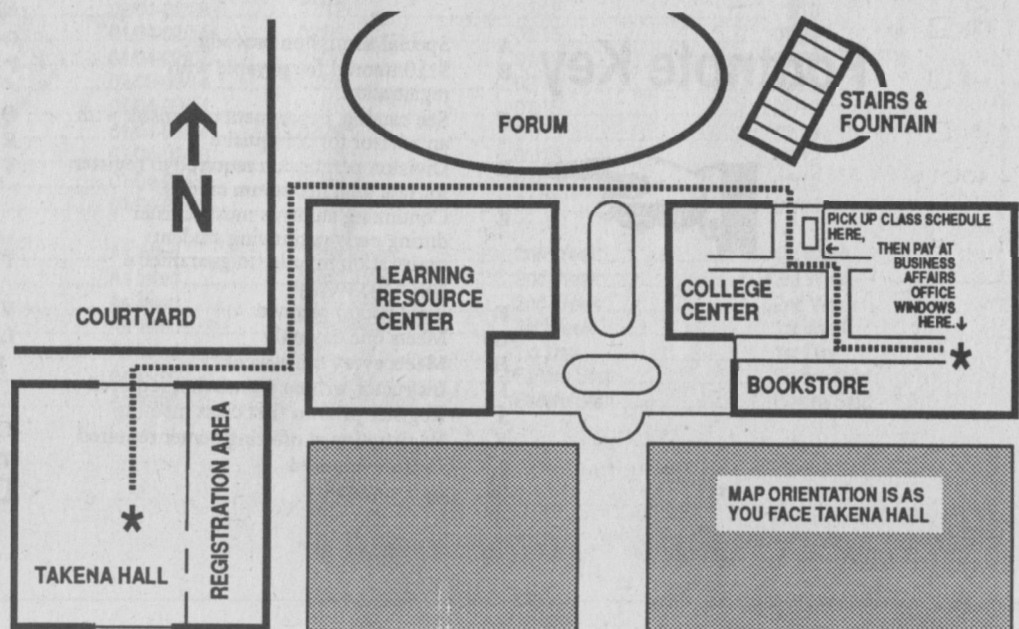 FORUM
STAIRS &
FOUNTAIN
N
PICK UP CLASS SCHEDULE
HERE,
THEN PAY AT
BUSINESS
AFFAIRS
OFFICE
WINDOWS
HERE.
LEARNING
RESOURCE
CENTER
COLLEGE
CENTER
COURTYARD
BOOKSTORE
REGISTRATION AREA
MAP ORIENTATION IS AS
YOU FACE TAKENA HALL
TAKENA HALL